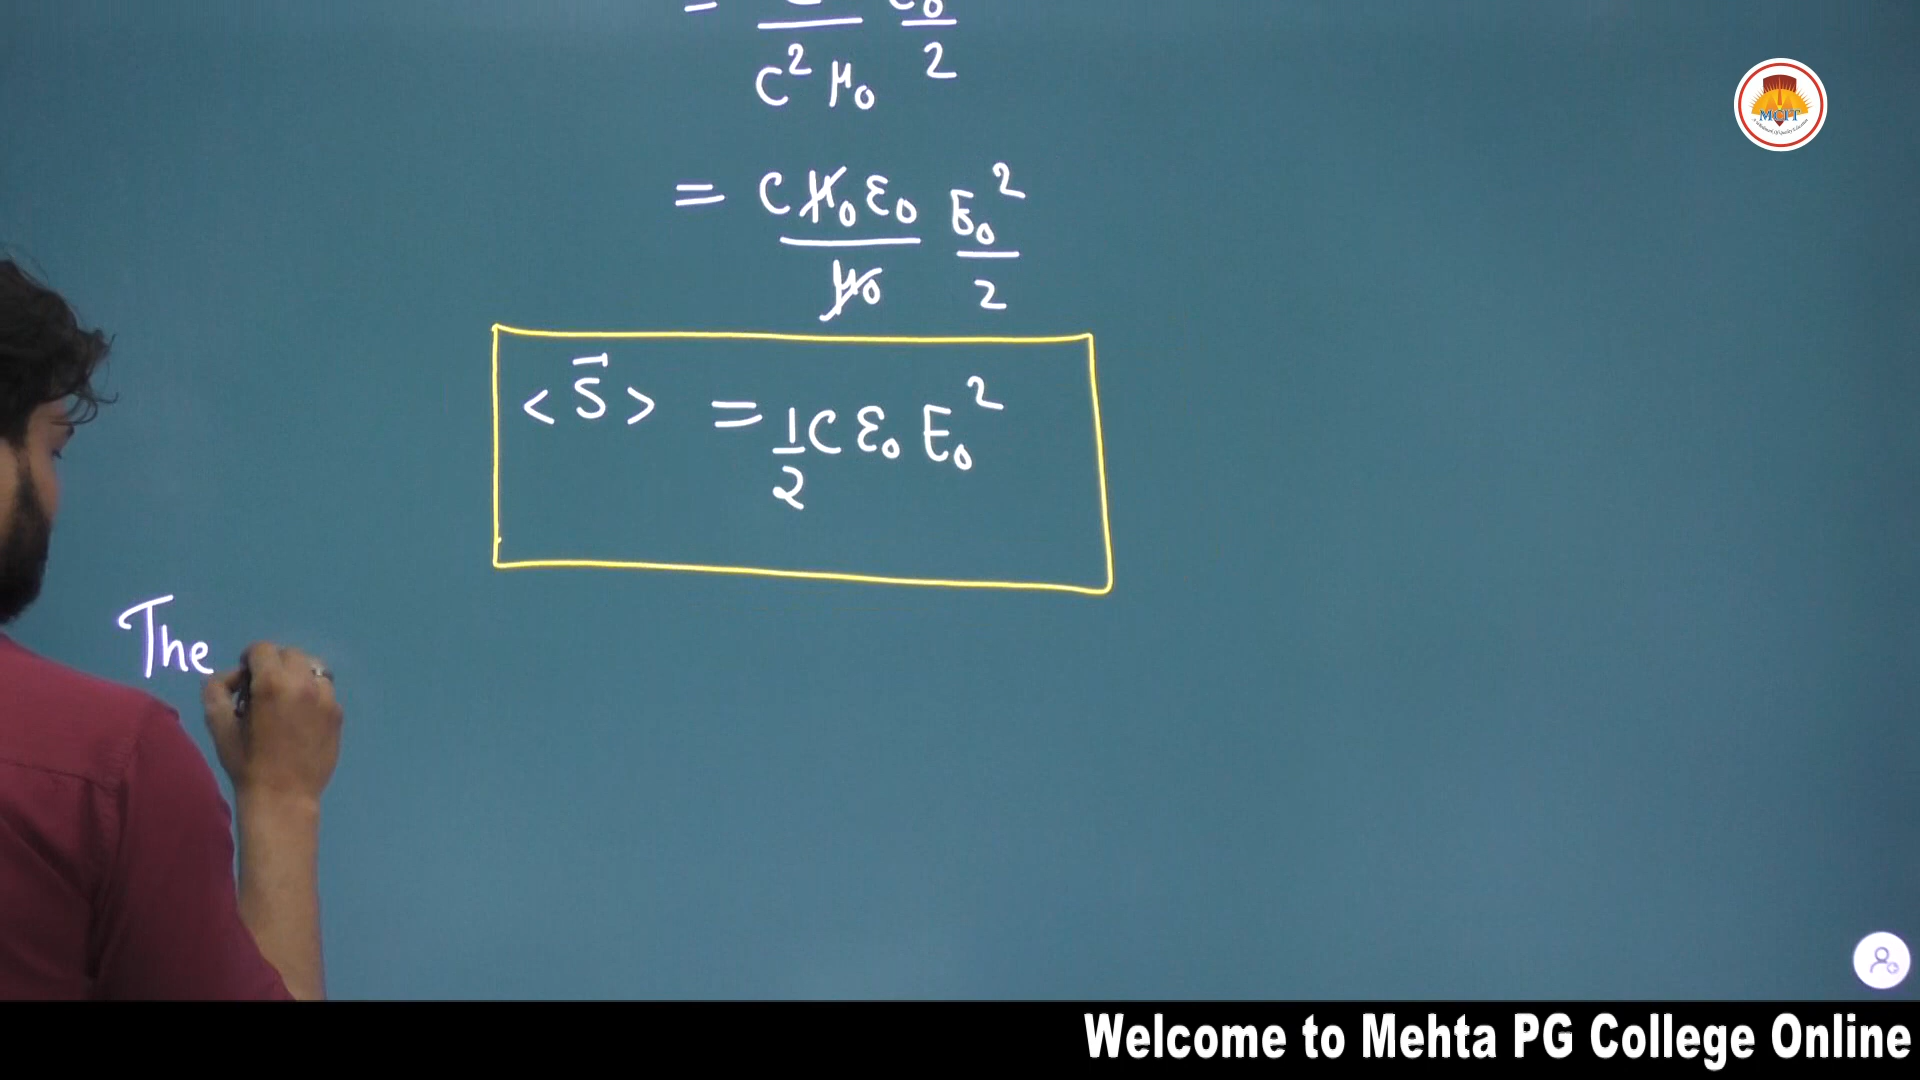 =
C² μ₀ 2
= C μ₀ ε₀ E₀²
μ₀ 2
< S⃗ > = 1/2 C ε₀ E₀²
The
MCIT
Welcome to Mehta PG College Online